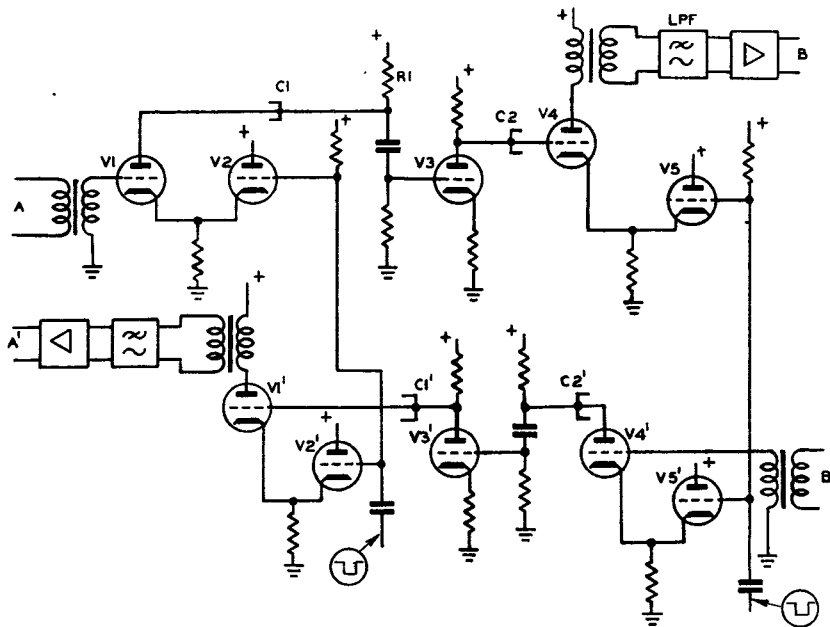 +
LPF
+
R1
C1
B
+
+
+
C2
V4
+
V1
+
V2
V3
V5
+
A
+
A'
+
+
C1'
C2'
V1'
+
V3'
V4'
V2'
V5'
+
B